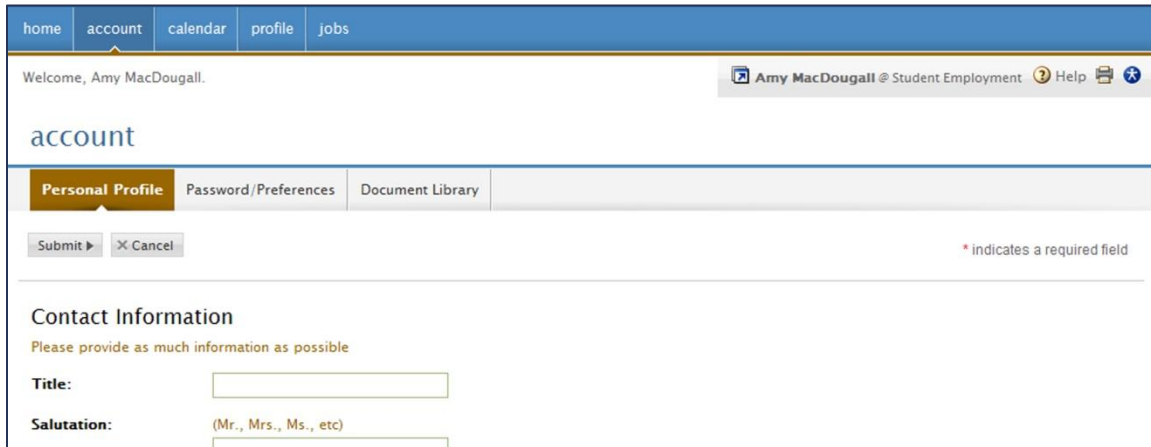 home account calendar profile jobs
Welcome, Amy MacDougall.
Amy MacDougall @ Student Employment ? Help
account
Personal Profile Password/Preferences Document Library
Submit Cancel
* indicates a required field
Contact Information
Please provide as much information as possible
Title:
Salutation: (Mr., Mrs., Ms., etc)